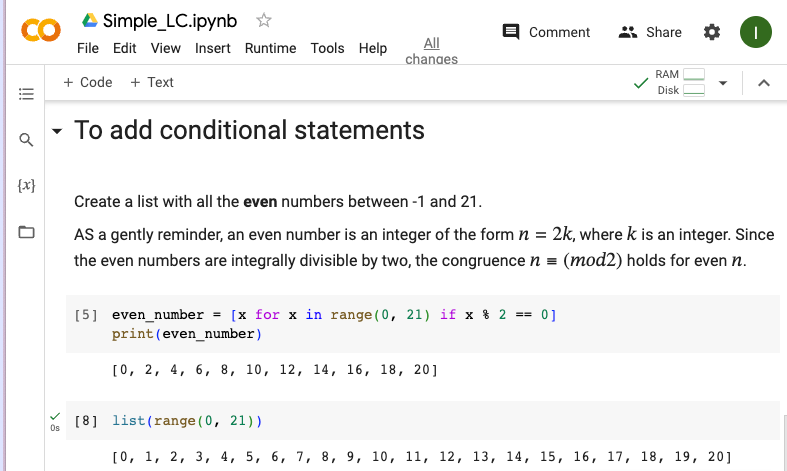 Simple_LC.ipynb
File Edit View Insert Runtime Tools Help All changes
Comment Share I
+ Code + Text
RAM
Disk
{x}
To add conditional statements
Create a list with all the even numbers between -1 and 21.
AS a gently reminder, an even number is an integer of the form n = 2k, where k is an integer. Since
the even numbers are integrally divisible by two, the congruence n ≡ (mod2) holds for even n.
[5] even_number = [x for x in range(0, 21) if x % 2 == 0]
print(even_number)
[0, 2, 4, 6, 8, 10, 12, 14, 16, 18, 20]
0s
[8] list(range(0, 21))
[0, 1, 2, 3, 4, 5, 6, 7, 8, 9, 10, 11, 12, 13, 14, 15, 16, 17, 18, 19, 20]